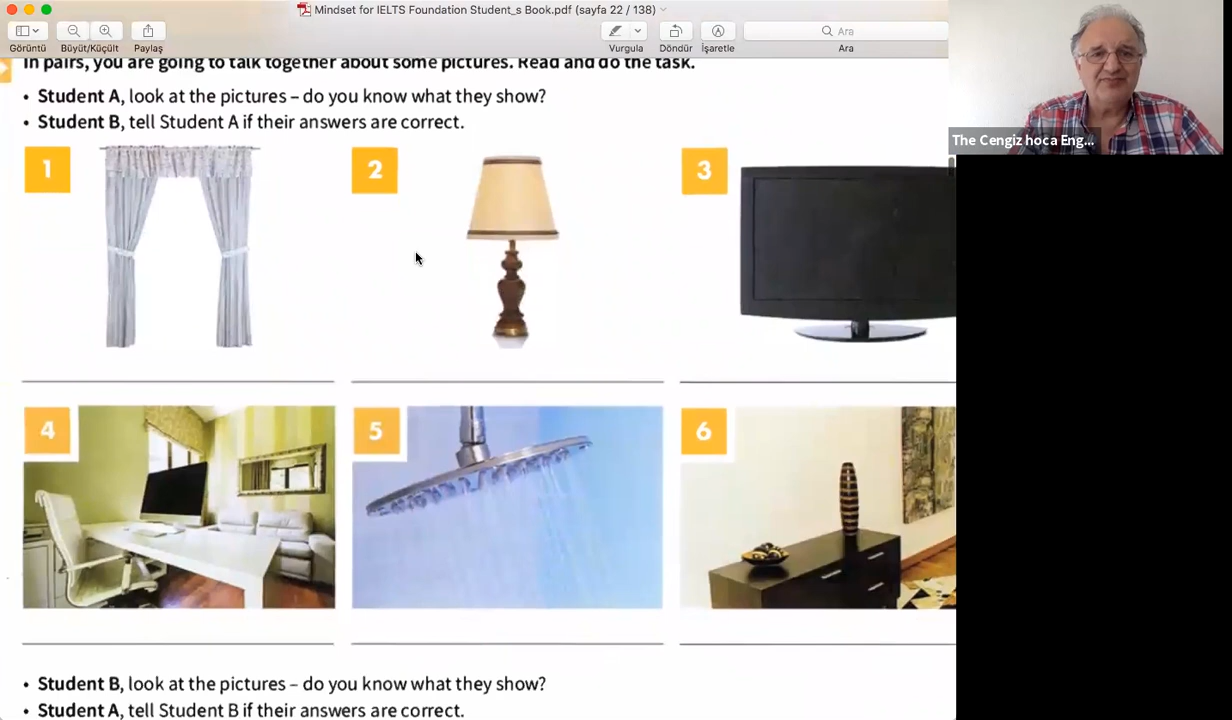 Mindset for IELTS Foundation Student_s Book.pdf (sayfa 22 / 138)
Görüntü
Büyüt/Küçült
Paylaş
Vurgula
Döndür
İşaretle
Ara
Ara
In pairs, you are going to talk together about some pictures. Read and do the task.
• Student A, look at the pictures – do you know what they show?
• Student B, tell Student A if their answers are correct.
The Cengiz hoca Eng...
1
2
3
4
5
6
• Student B, look at the pictures – do you know what they show?
• Student A, tell Student B if their answers are correct.